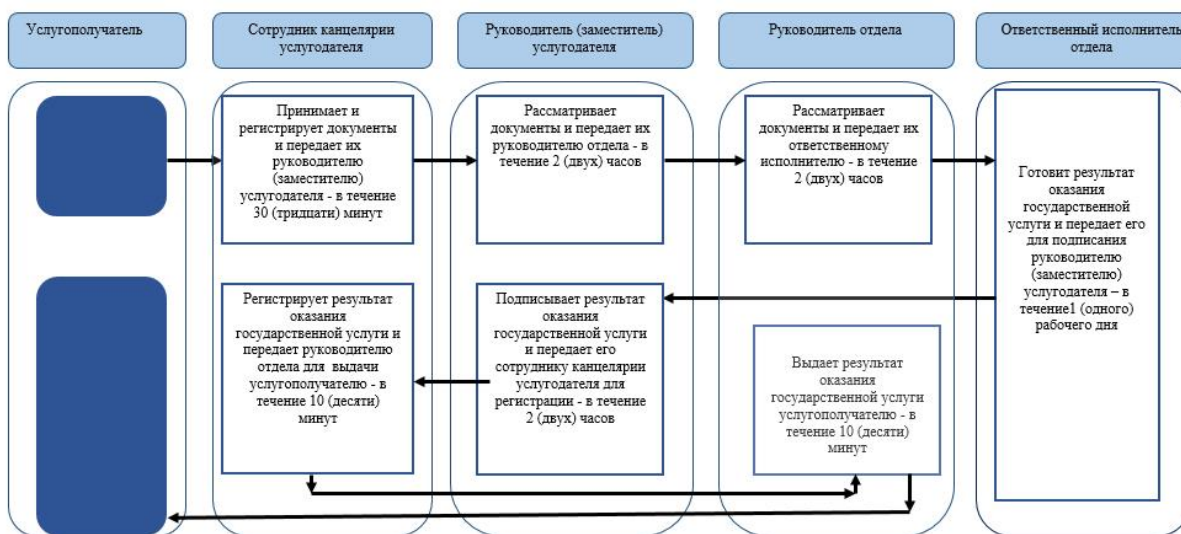 Услугополучатель
Сотрудник канцелярии
услугодателя
Руководитель (заместитель)
услугодателя
Руководитель отдела
Ответственный исполнитель
отдела
Принимает и
регистрирует документы
и передает их
руководителю
(заместителю)
услугодателя - в течение
30 (тридцати) минут
Рассматривает
документы и передает их
руководителю отдела - в
течение 2 (двух) часов
Рассматривает
документы и передает их
ответственному
исполнителю - в течение
2 (двух) часов
Готовит результат
оказания
государственной
услуги и передает его
для подписания
руководителю
(заместителю)
услугодателя – в
течение1 (одного)
рабочего дня
Регистрирует результат
оказания
государственной услуги и
передает руководителю
отдела для выдачи
услугополучателю - в
течение 10 (десяти)
минут
Подписывает результат
оказания
государственной услуги
и передает его
сотруднику канцелярии
услугодателя для
регистрации - в течение
2 (двух) часов
Выдает результат
оказания
государственной услуги
услугополучателю - в
течение 10 (десяти)
минут